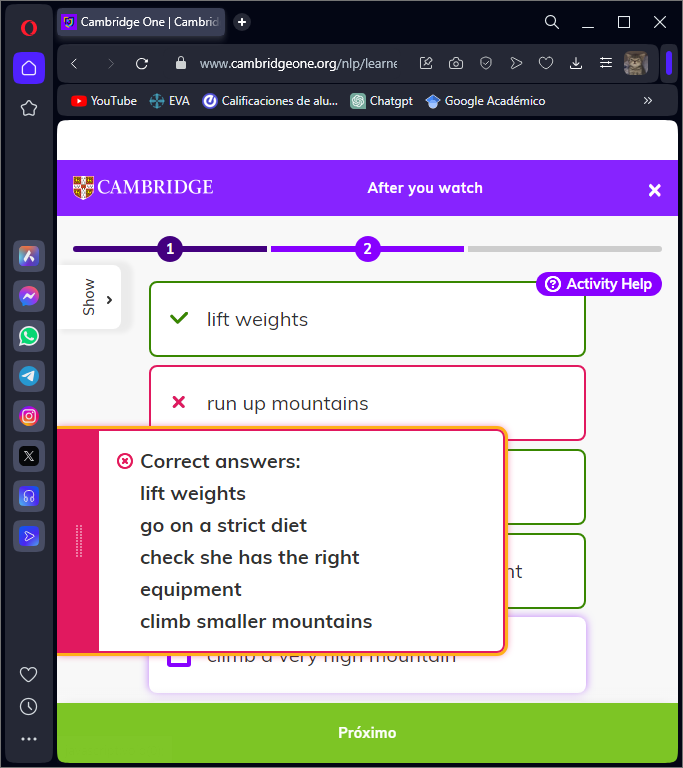 Cambridge One | Cambrid
www.cambridgeone.org/nlp/learne
YouTube
EVA
Calificaciones de alu...
Chatgpt
Google Académico
CAMBRIDGE
After you watch
1
2
Show
Activity Help
lift weights
run up mountains
Correct answers:
lift weights
go on a strict diet
check she has the right
equipment
climb smaller mountains
nt
climb a very high mountain
Próximo